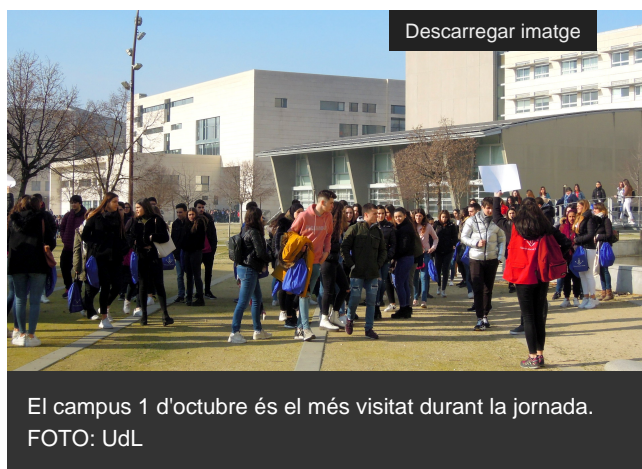 Descarregar imatge
El campus 1 d'octubre és el més visitat durant la jornada.
FOTO: UdL